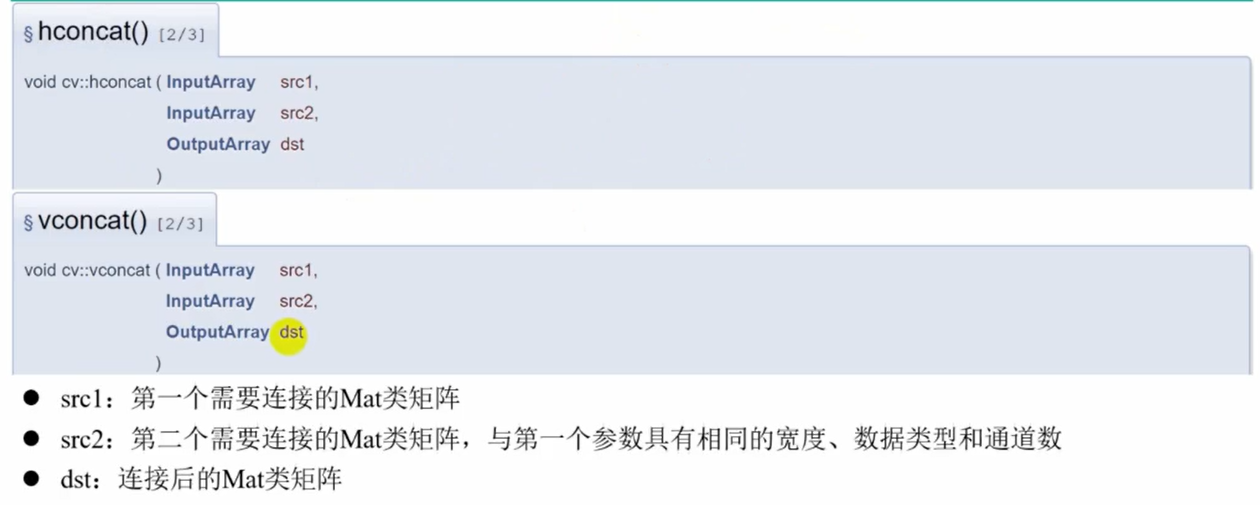 § hconcat() [2/3]
void cv::hconcat ( InputArray src1,
InputArray src2,
OutputArray dst
)
§ vconcat() [2/3]
void cv::vconcat ( InputArray src1,
InputArray src2,
OutputArray dst
)
● src1：第一个需要连接的Mat类矩阵
● src2：第二个需要连接的Mat类矩阵，与第一个参数具有相同的宽度、数据类型和通道数
● dst：连接后的Mat类矩阵